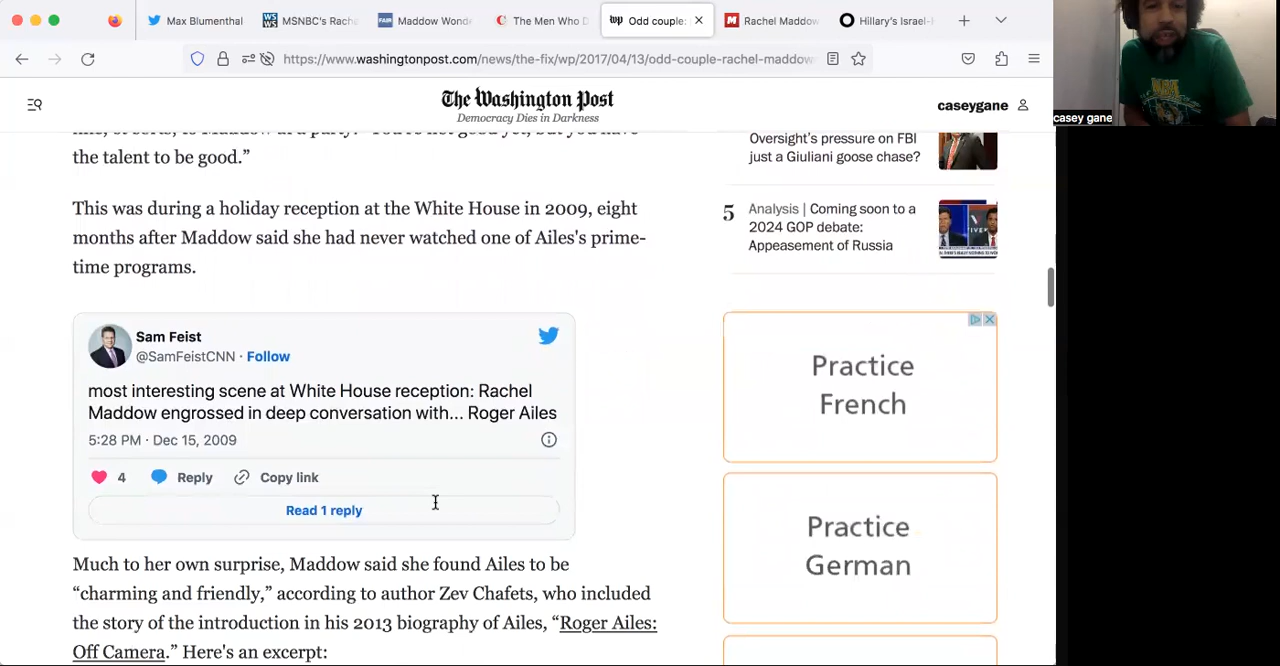 Max Blumenthal
MSNBC's Rach
Maddow Wond
The Men Who D
Odd couple:
Rachel Maddow
Hillary's Israel-
https://www.washingtonpost.com/news/the-fix/wp/2017/04/13/odd-couple-rachel-maddow-
The Washington Post
Democracy Dies in Darkness
caseygane
casey gane
the talent to be good.”
This was during a holiday reception at the White House in 2009, eight
months after Maddow said she had never watched one of Ailes's prime-
time programs.
Sam Feist
@SamFeistCNN · Follow
most interesting scene at White House reception: Rachel
Maddow engrossed in deep conversation with... Roger Ailes
5:28 PM · Dec 15, 2009
4 Reply Copy link
Read 1 reply
Much to her own surprise, Maddow said she found Ailes to be
“charming and friendly,” according to author Zev Chafets, who included
the story of the introduction in his 2013 biography of Ailes, “Roger Ailes:
Off Camera.” Here's an excerpt:
Oversight's pressure on FBI
just a Giuliani goose chase?
5 Analysis | Coming soon to a
2024 GOP debate:
Appeasement of Russia
Practice
French
Practice
German